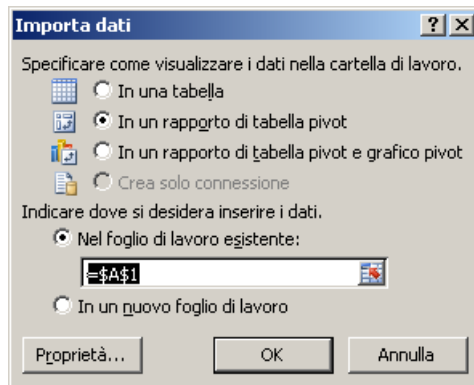 Importa dati
Specificare come visualizzare i dati nella cartella di lavoro.
In una tabella
In un rapporto di tabella pivot
In un rapporto di tabella pivot e grafico pivot
Crea solo connessione
Indicare dove si desidera inserire i dati.
Nel foglio di lavoro esistente:
=$A$1
In un nuovo foglio di lavoro
Proprietà... OK Annulla